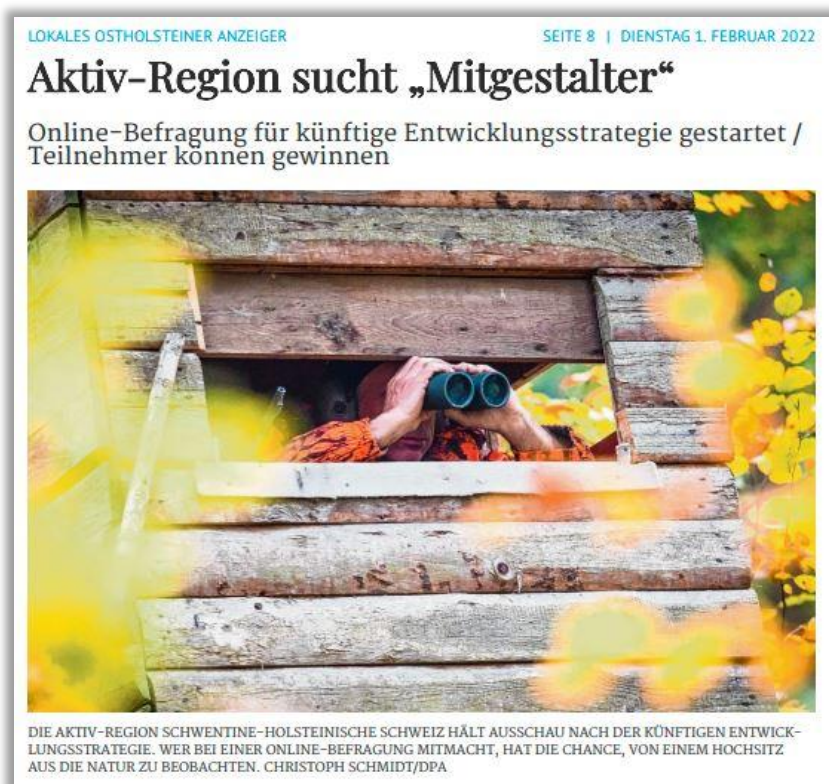 LOKALES OSTHOLSTEINER ANZEIGER
SEITE 8 | DIENSTAG 1. FEBRUAR 2022
Aktiv-Region sucht „Mitgestalter“
Online-Befragung für künftige Entwicklungsstrategie gestartet /
Teilnehmer können gewinnen
DIE AKTIV-REGION SCHWENTINE-HOLSTEINISCHE SCHWEIZ HÄLT AUSSCHAU NACH DER KÜNFTIGEN ENTWICK-
LUNGSSTRATEGIE. WER BEI EINER ONLINE-BEFRAGUNG MITMACHT, HAT DIE CHANCE, VON EINEM HOCHSITZ
AUS DIE NATUR ZU BEOBACHTEN. CHRISTOPH SCHMIDT/DPA